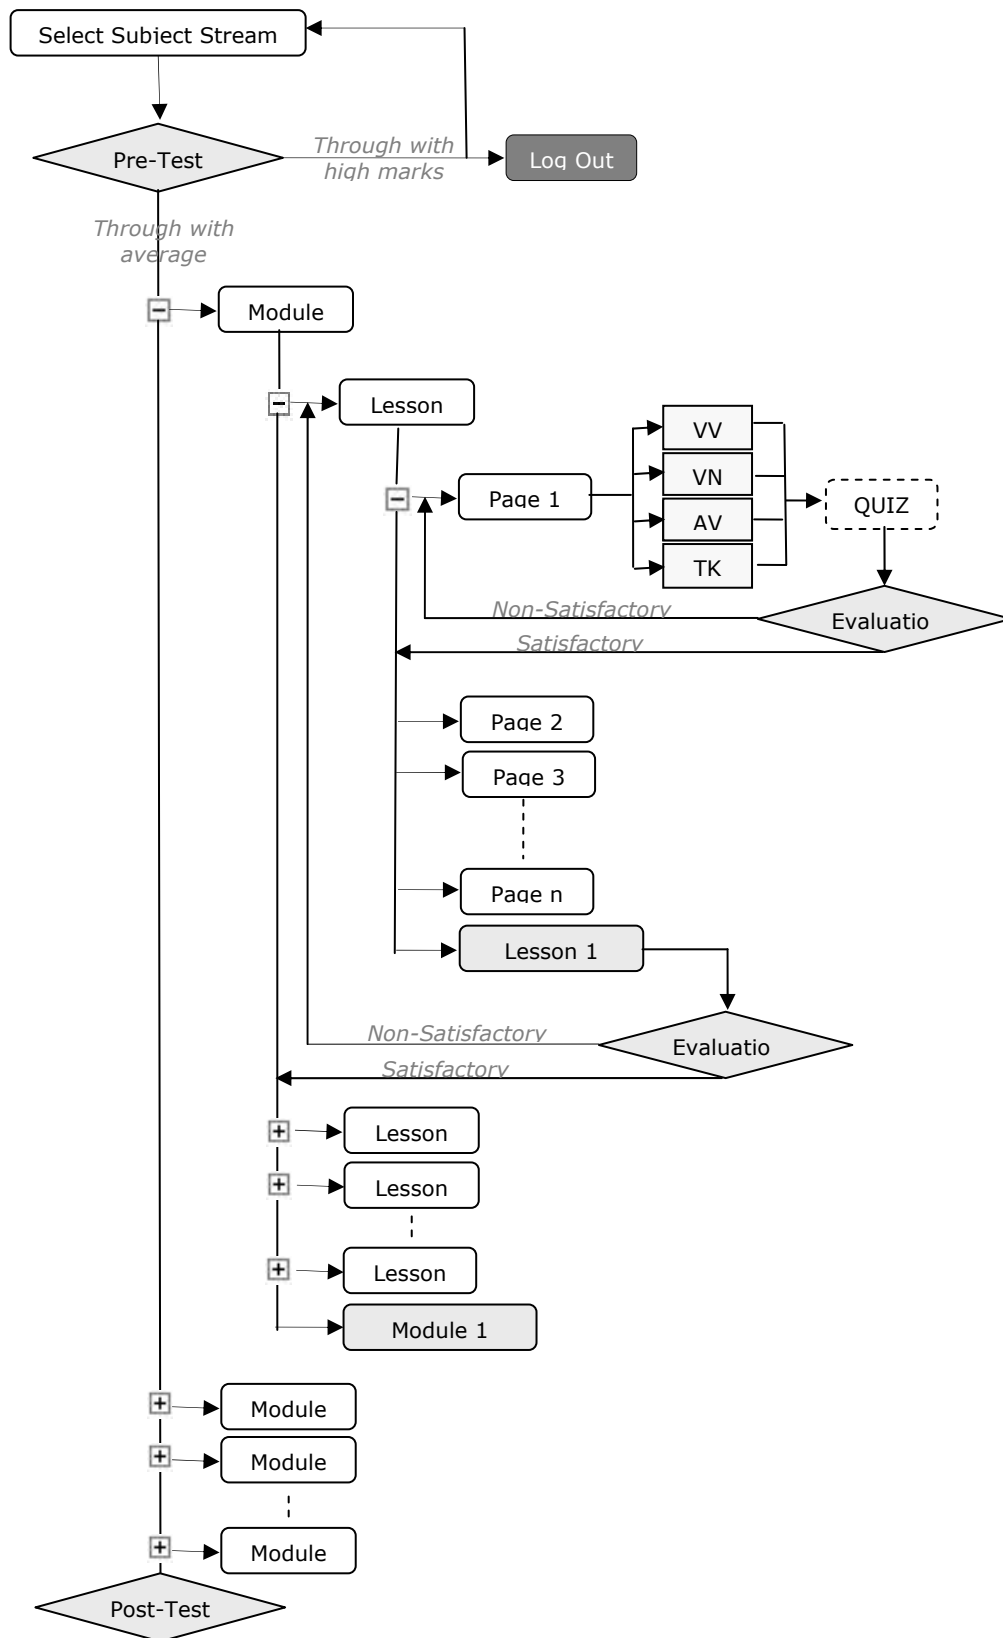 Select Subject Stream
Pre-Test
Through with
high marks
Log Out
Through with
average
Module
Lesson
Page 1
VV
VN
AV
TK
QUIZ
Non-Satisfactory
Evaluatio
Satisfactory
Page 2
Page 3
Page n
Lesson 1
Non-Satisfactory
Evaluatio
Satisfactory
Lesson
Lesson
Lesson
Module 1
Module
Module
Module
Post-Test